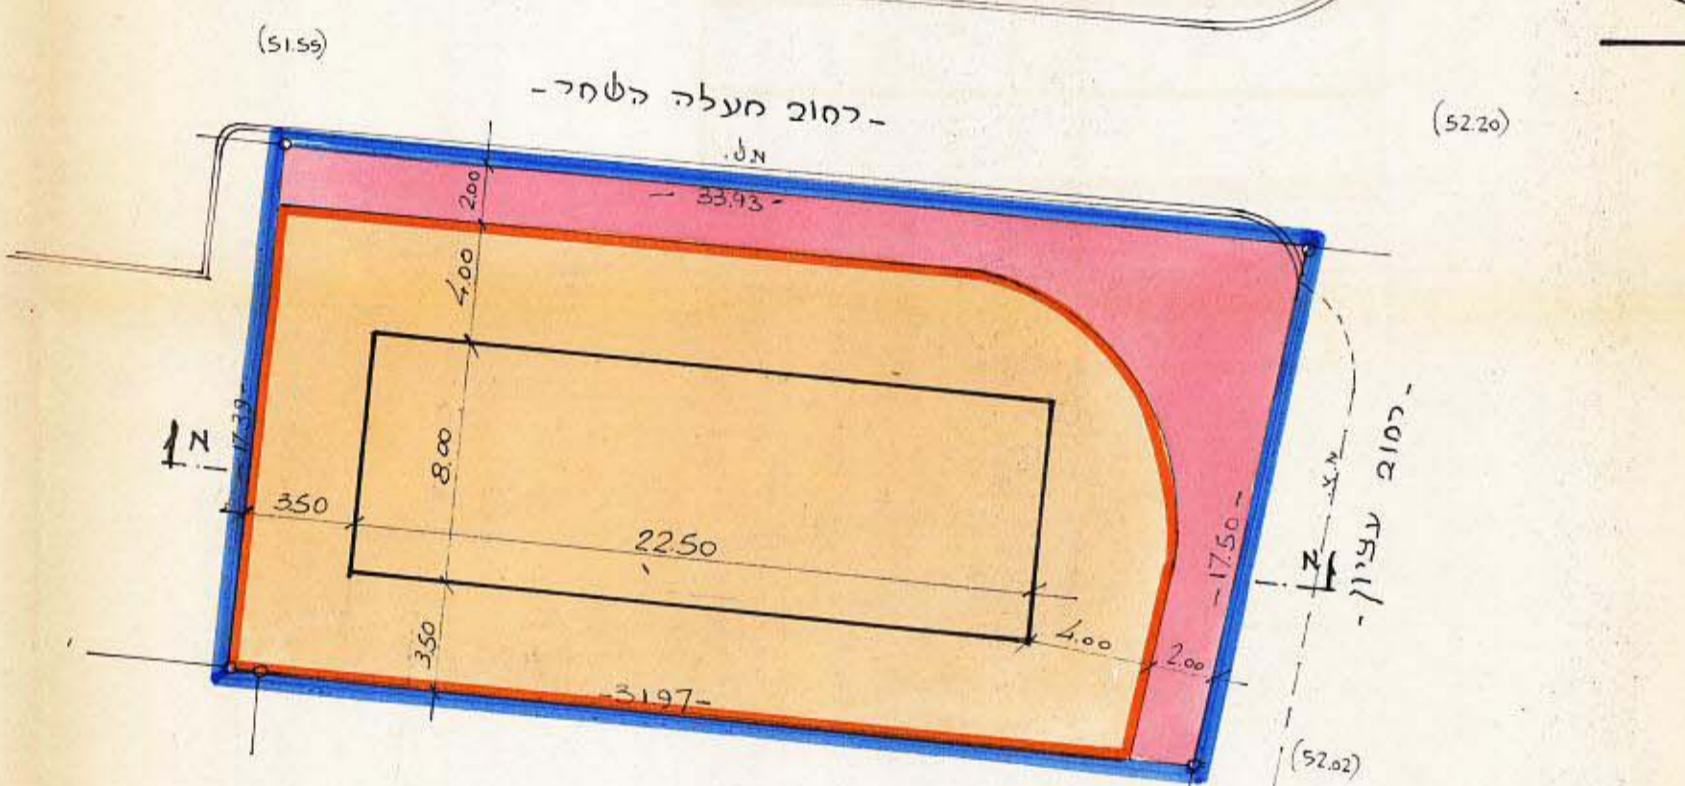 (51.55)
- רחוב מעלה השחר -
(52.20)
מ.ל.
- 33.93 -
2.00
4.00
8.00
- 17.39 -
א
3.50
22.50
3.50
4.00
2.00
- 17.50 -
א
- רחוב עציון -
- 31.97 -
(52.02)